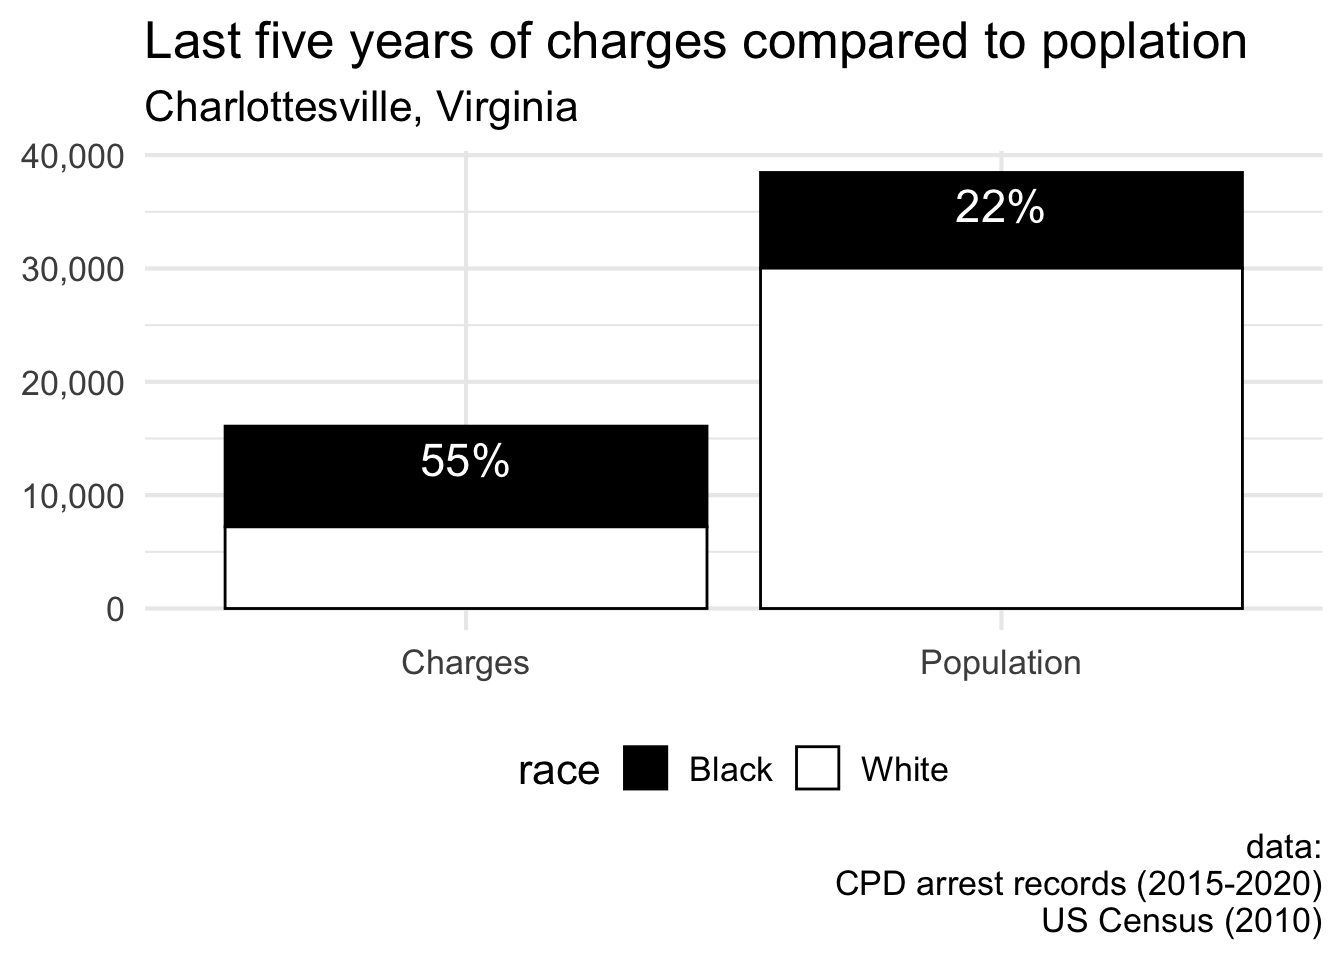 Last five years of charges compared to poplation
Charlottesville, Virginia
40,000
30,000
20,000
10,000
0
22%
55%
Charges
Population
race
Black
White
data:
CPD arrest records (2015-2020)
US Census (2010)